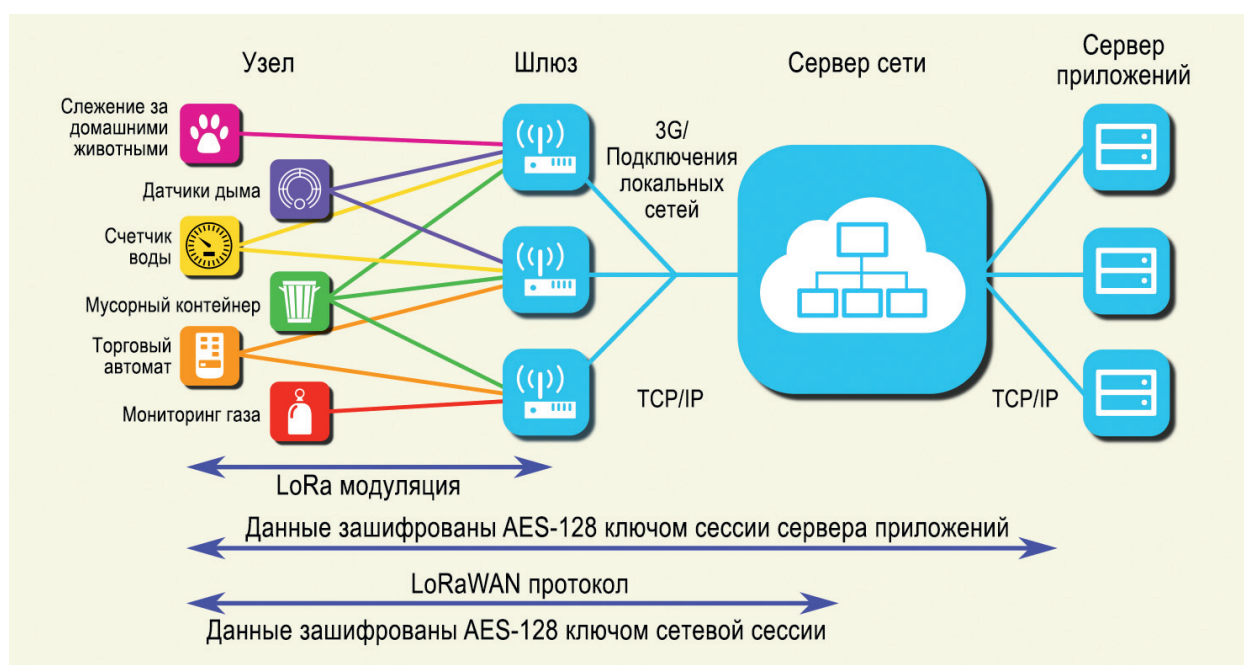 Узел
Шлюз
Сервер сети
Сервер
приложений
Слежение за
домашними
животными
Датчики дыма
Счетчик
воды
Мусорный контейнер
Торговый
автомат
Мониторинг газа
3G/
Подключения
локальных
сетей
TCP/IP
TCP/IP
LoRa модуляция
Данные зашифрованы AES-128 ключом сессии сервера приложений
LoRaWAN протокол
Данные зашифрованы AES-128 ключом сетевой сессии